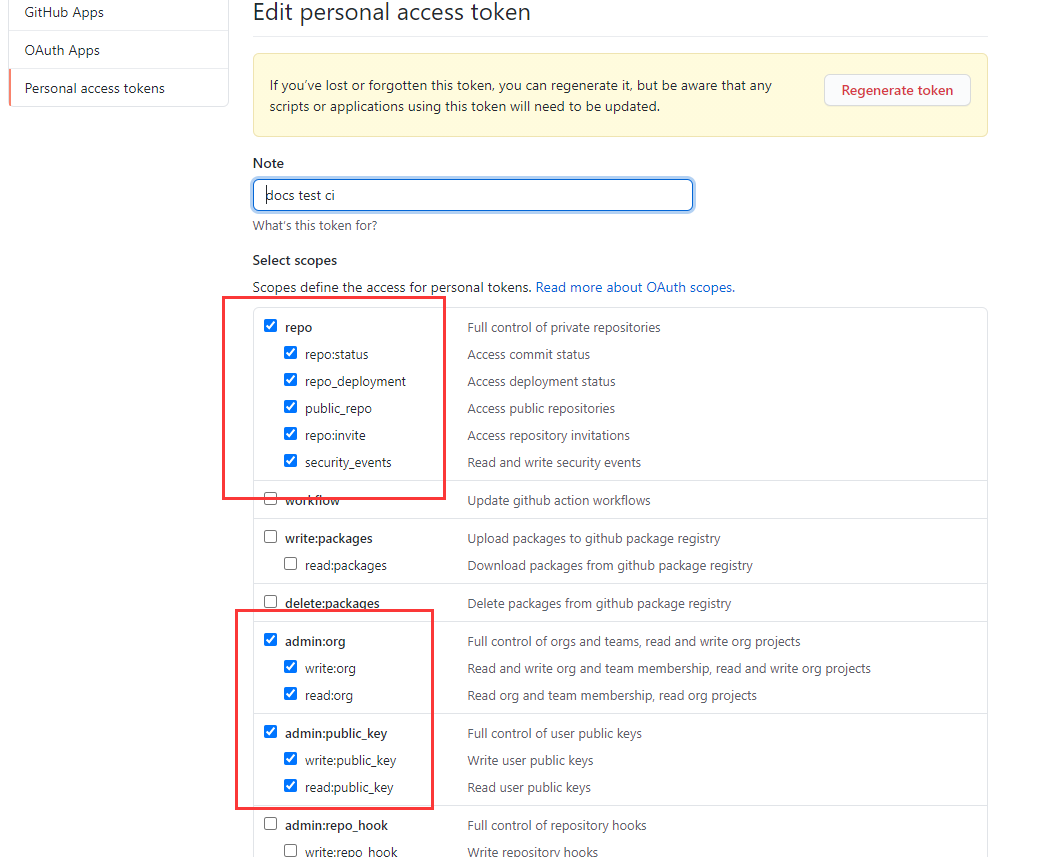 GitHub Apps
OAuth Apps
Personal access tokens
Edit personal access token
If you've lost or forgotten this token, you can regenerate it, but be aware that any
scripts or applications using this token will need to be updated.
Regenerate token
Note
docs test ci
What's this token for?
Select scopes
Scopes define the access for personal tokens. Read more about OAuth scopes.
repo Full control of private repositories
repo:status Access commit status
repo_deployment Access deployment status
public_repo Access public repositories
repo:invite Access repository invitations
security_events Read and write security events
workflow Update github action workflows
write:packages Upload packages to github package registry
read:packages Download packages from github package registry
delete:packages Delete packages from github package registry
admin:org Full control of orgs and teams, read and write org projects
write:org Read and write org and team membership, read and write org projects
read:org Read org and team membership, read org projects
admin:public_key Full control of user public keys
write:public_key Write user public keys
read:public_key Read user public keys
admin:repo_hook Full control of repository hooks
write:repo_hook Write repository hooks